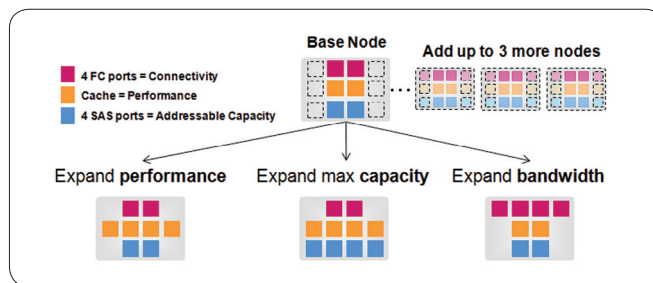 Base Node
Add up to 3 more nodes
4 FC ports = Connectivity
Cache = Performance
4 SAS ports = Addressable Capacity
Expand performance
Expand max capacity
Expand bandwidth